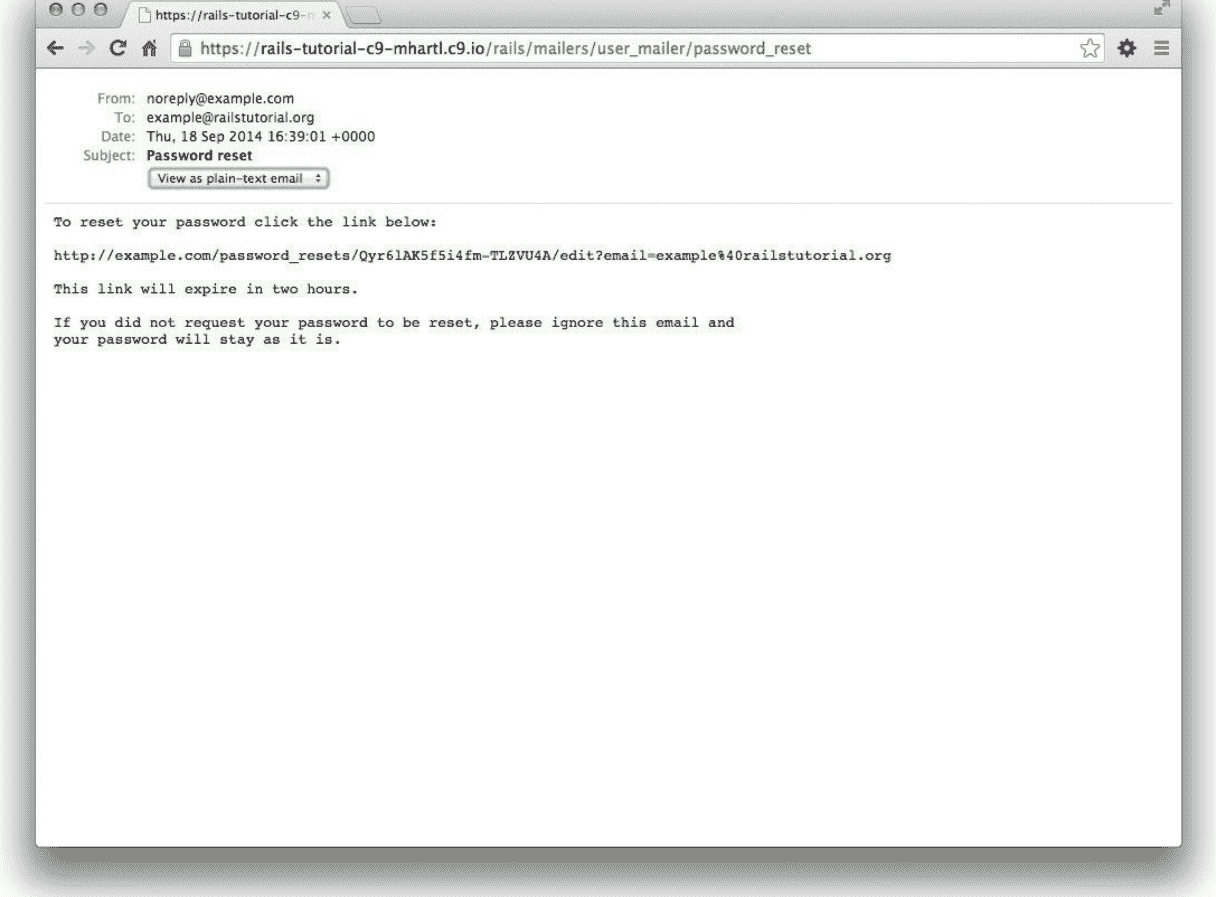 https://rails-tutorial-c9-
https://rails-tutorial-c9-mhartl.c9.io/rails/mailers/user_mailer/password_reset
From: noreply@example.com
To: example@railstutorial.org
Date: Thu, 18 Sep 2014 16:39:01 +0000
Subject: Password reset
View as plain-text email
To reset your password click the link below:
http://example.com/password_resets/Qyr6lAK5f5i4fm-TLZVU4A/edit?email=example%40railstutorial.org
This link will expire in two hours.
If you did not request your password to be reset, please ignore this email and
your password will stay as it is.